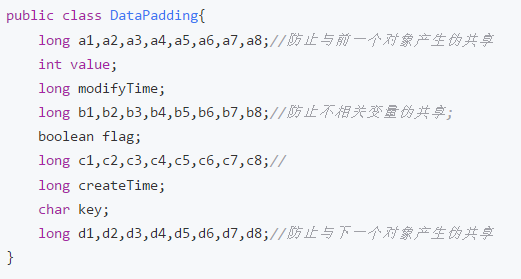 public class DataPadding{
long a1,a2,a3,a4,a5,a6,a7,a8;//防止与前一个对象产生伪共享
int value;
long modifyTime;
long b1,b2,b3,b4,b5,b6,b7,b8;//防止不相关变量伪共享;
boolean flag;
long c1,c2,c3,c4,c5,c6,c7,c8;//
long createTime;
char key;
long d1,d2,d3,d4,d5,d6,d7,d8;//防止与下一个对象产生伪共享
}